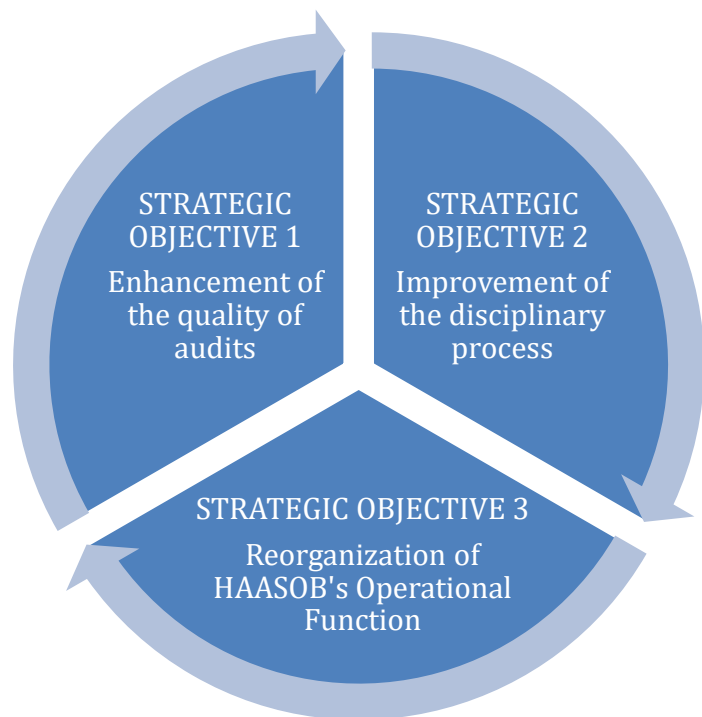 STRATEGIC
OBJECTIVE 1
Enhancement of
the quality of
audits
STRATEGIC
OBJECTIVE 2
Improvement of
the disciplinary
process
STRATEGIC OBJECTIVE 3
Reorganization of
HAASOB's Operational
Function